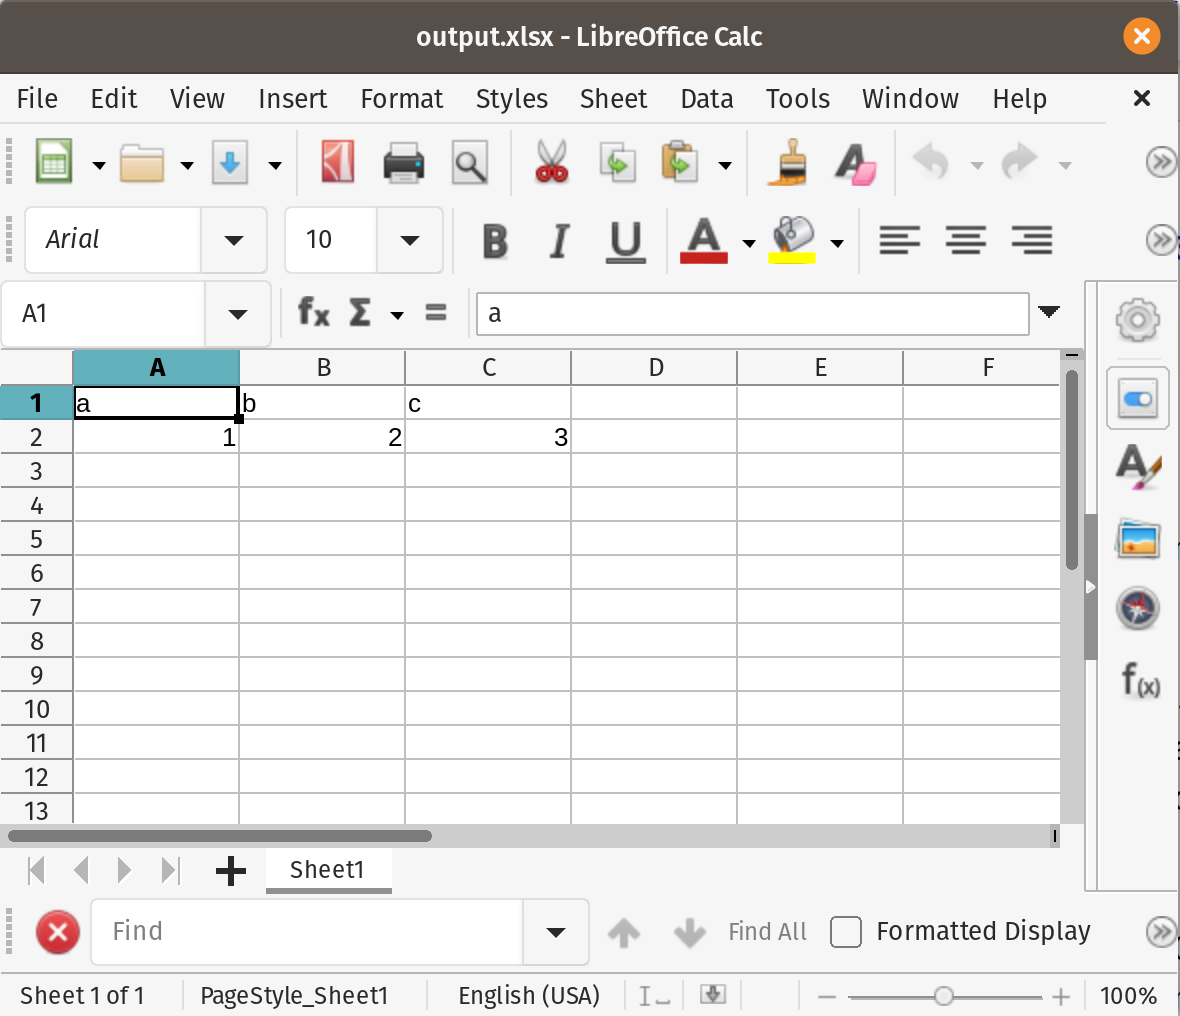 output.xlsx - LibreOffice Calc
File Edit View Insert Format Styles Sheet Data Tools Window Help
Arial 10 B I U A
A1 fx Σ = a
A B C D E F
1 a b c
2 1 2 3
3
4
5
6
7
8
9
10
11
12
13
f(x)
Sheet1
Find Find All Formatted Display
Sheet 1 of 1 PageStyle_Sheet1 English (USA) 100%